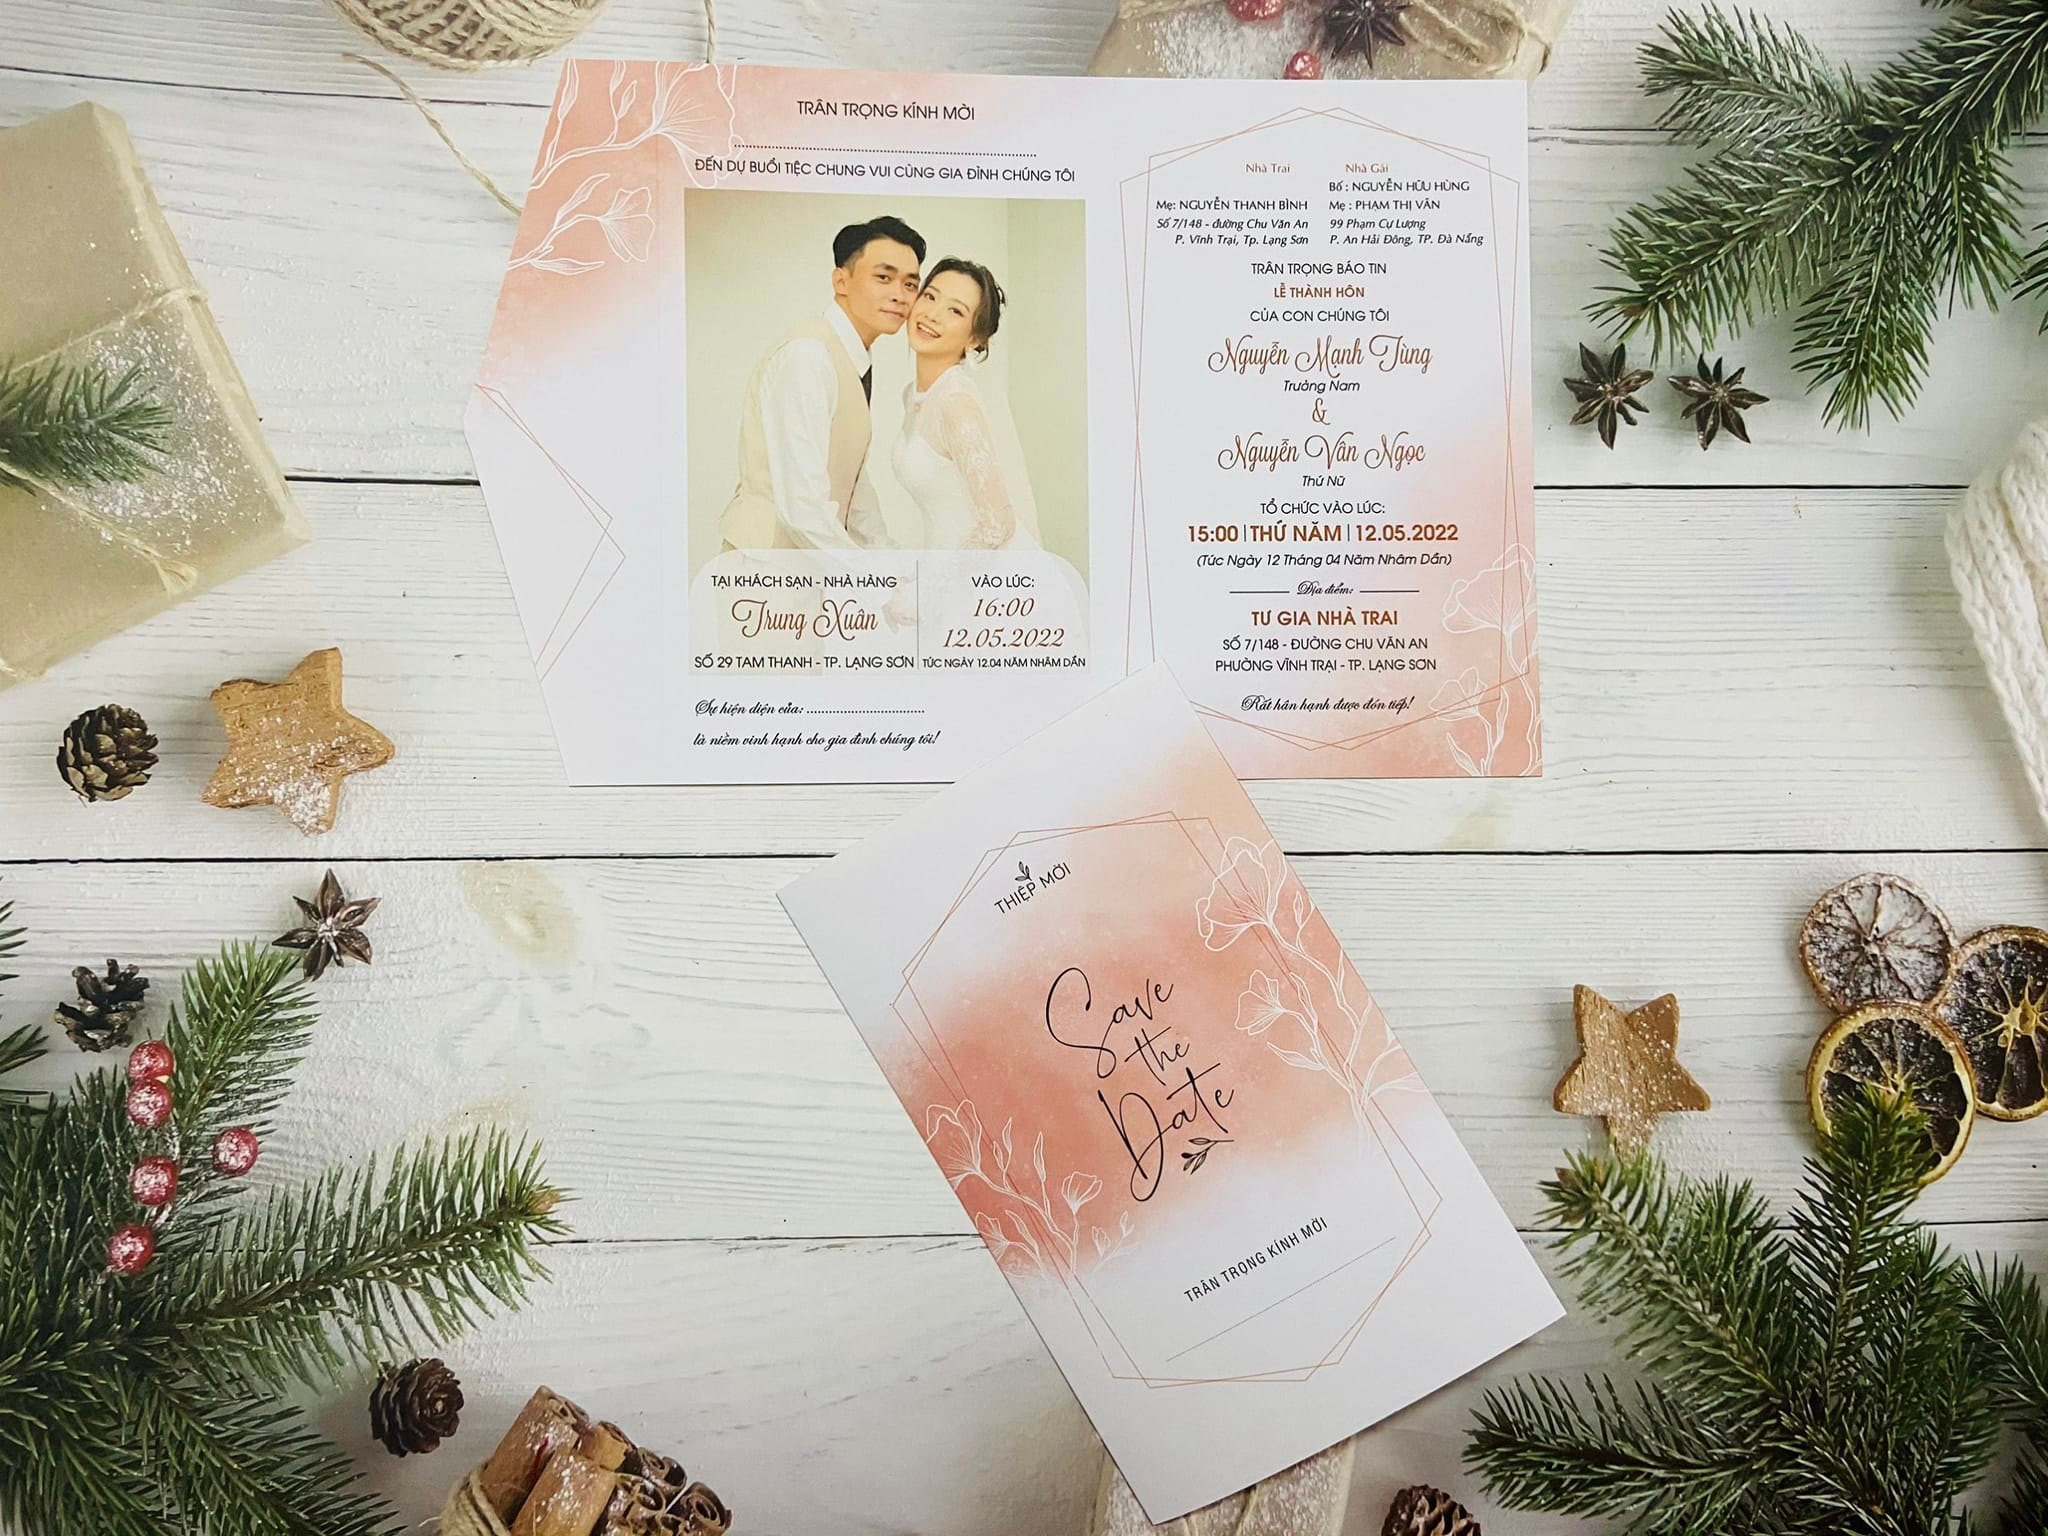 TRÂN TRỌNG KÍNH MỜI
ĐẾN DỰ BUỔI TIỆC CHUNG VUI CÙNG GIA ĐÌNH CHÚNG TÔI
TẠI KHÁCH SẠN - NHÀ HÀNG
Trung Xuân
SỐ 29 TAM THANH - TP. LẠNG SƠN
VÀO LÚC:
16:00
12.05.2022
TỨC NGÀY 12.04 NĂM NHÂM DẦN
Sự hiện diện của: ................................
là niềm vinh hạnh cho gia đình chúng tôi!
Nhà Trai
Mẹ: NGUYỄN THANH BÌNH
Số 7/148 - đường Chu Văn An
P. Vĩnh Trại, Tp. Lạng Sơn
Nhà Gái
Bố : NGUYỄN HỮU HÙNG
Mẹ : PHẠM THỊ VÂN
99 Phạm Cự Lượng
P. An Hải Đông, TP. Đà Nẵng
TRÂN TRỌNG BÁO TIN
LỄ THÀNH HÔN
CỦA CON CHÚNG TÔI
Nguyễn Mạnh Tùng
Trưởng Nam
&
Nguyễn Vân Ngọc
Thứ Nữ
TỔ CHỨC VÀO LÚC:
15:00 | THỨ NĂM | 12.05.2022
(Tức Ngày 12 Tháng 04 Năm Nhâm Dần)
Địa điểm:
TƯ GIA NHÀ TRAI
SỐ 7/148 - ĐƯỜNG CHU VĂN AN
PHƯỜNG VĨNH TRẠI - TP. LẠNG SƠN
Rất hân hạnh được đón tiếp!
THIỆP MỜI
Save
the
Date
TRÂN TRỌNG KÍNH MỜI